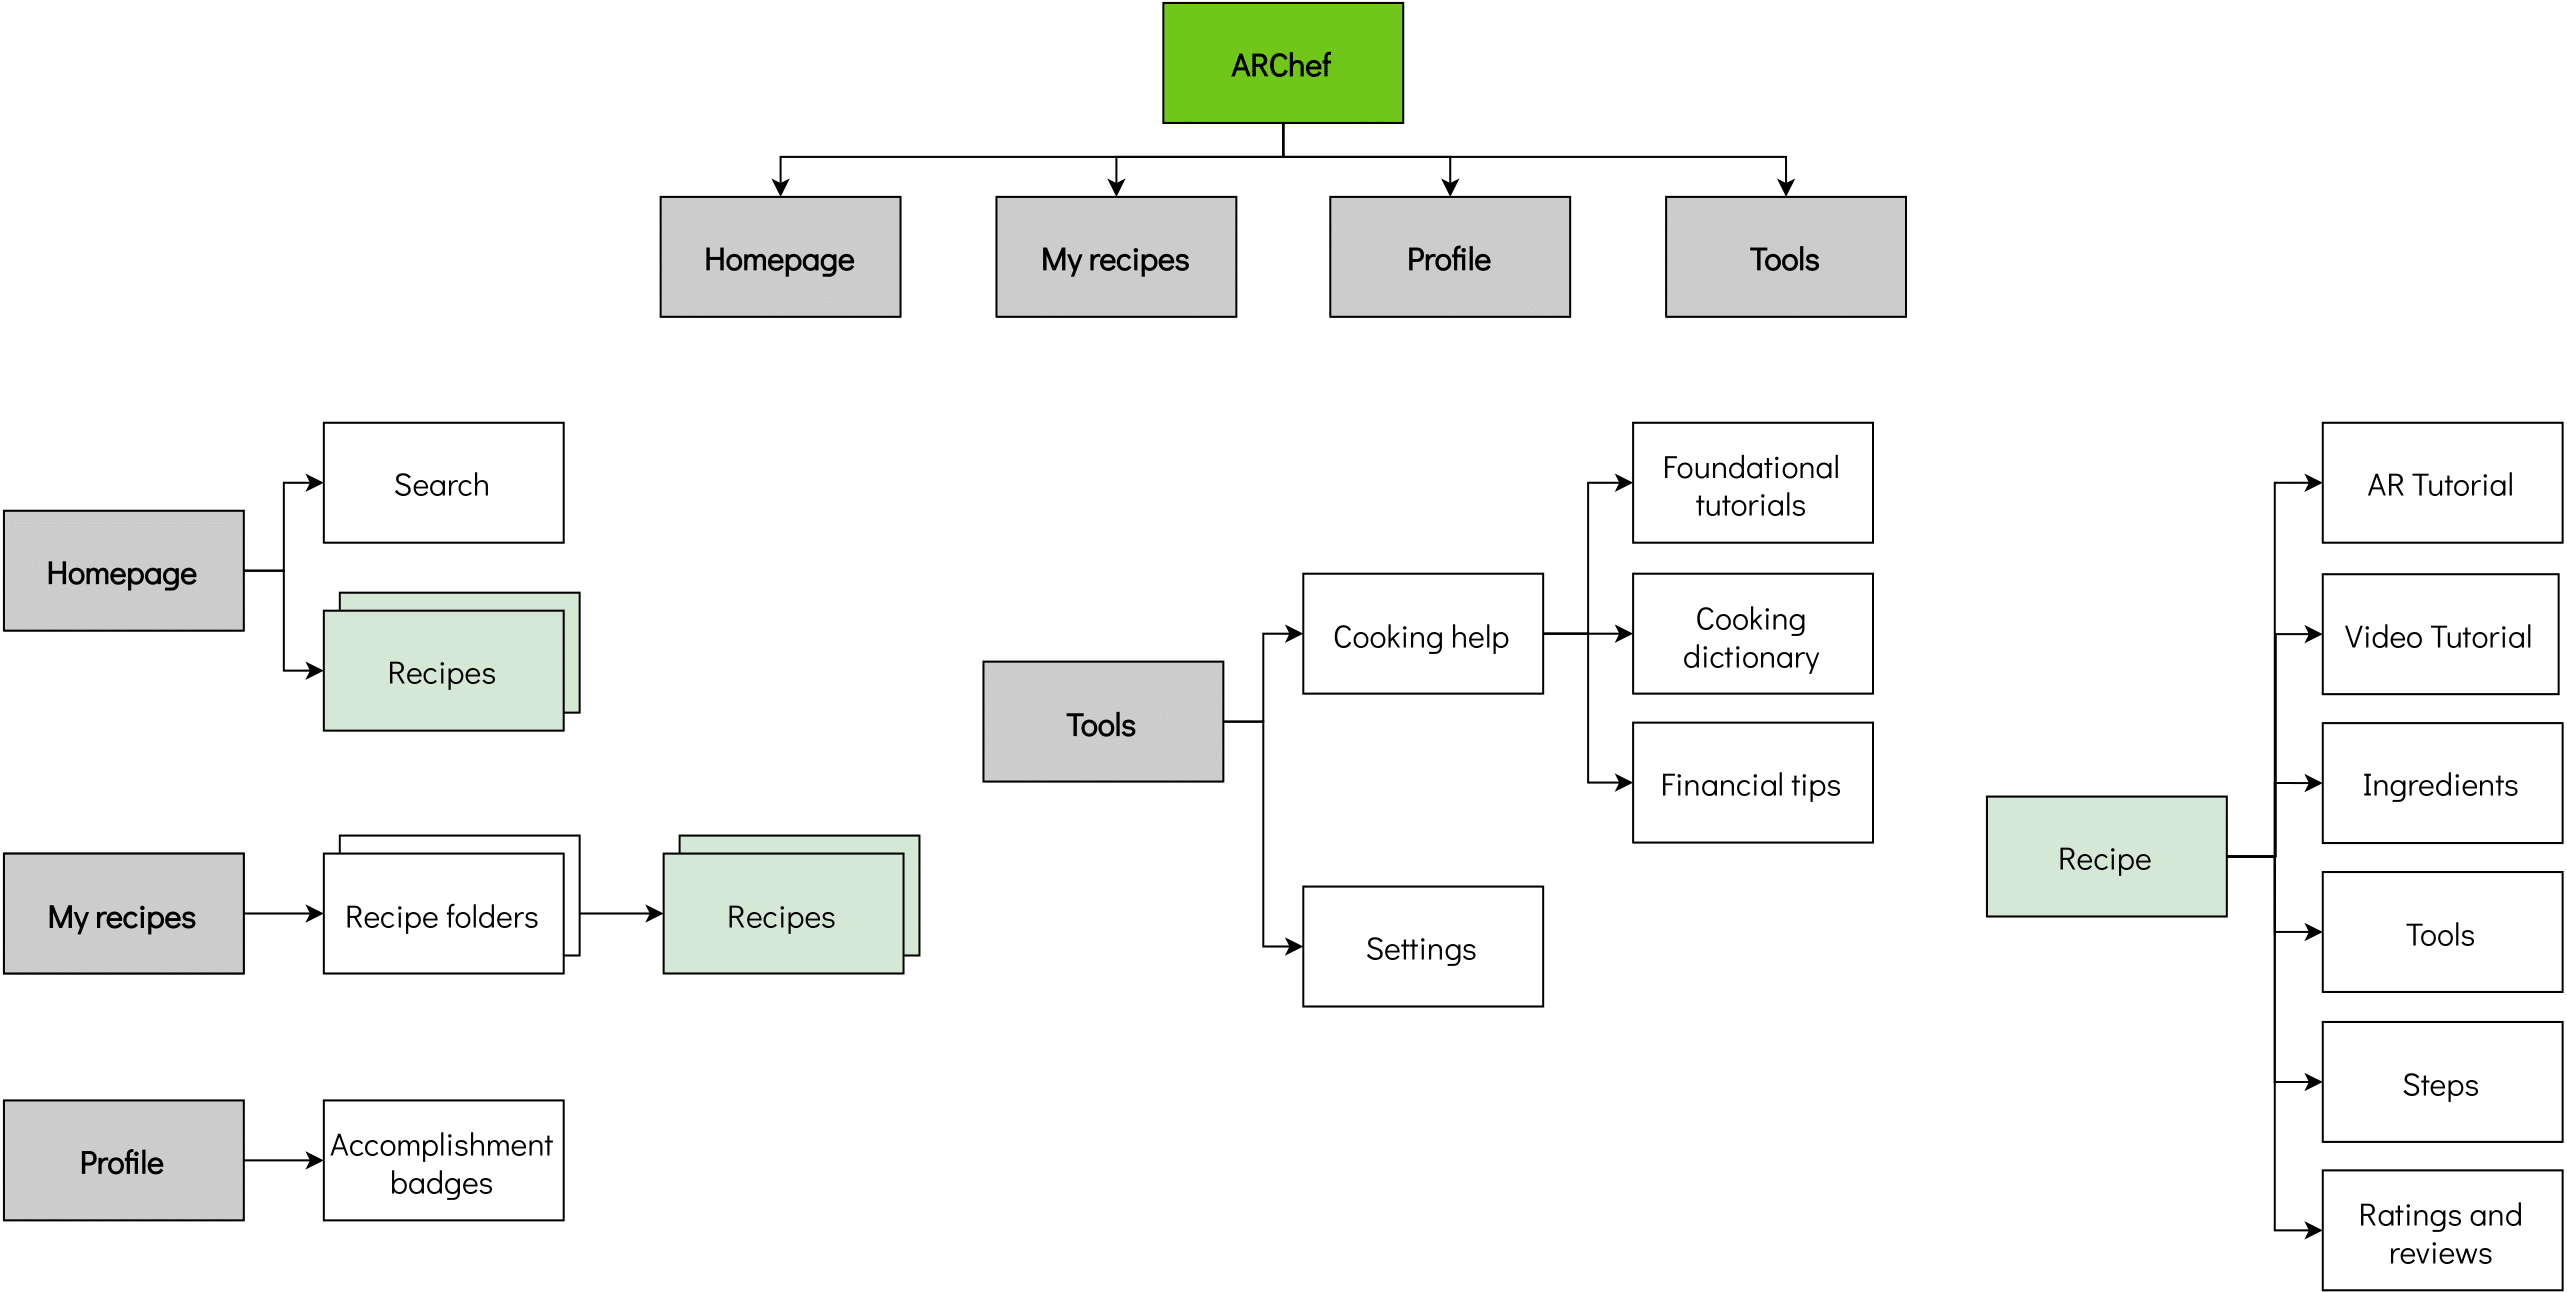 ARChef
Homepage
My recipes
Profile
Tools
Homepage
Search
Recipes
My recipes
Recipe folders
Recipes
Profile
Accomplishment
badges
Tools
Cooking help
Foundational
tutorials
Cooking
dictionary
Financial tips
Settings
Recipe
AR Tutorial
Video Tutorial
Ingredients
Tools
Steps
Ratings and
reviews